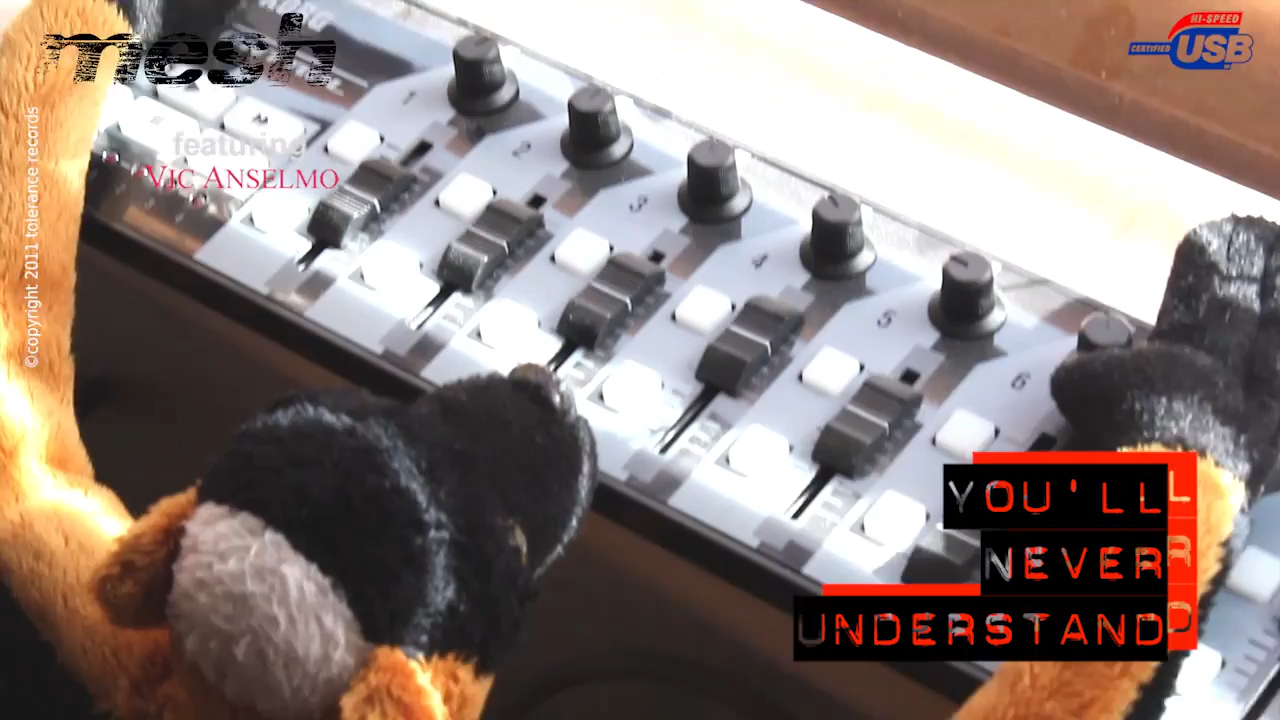 mesh
featuring
Vic Anselmo
©copyright 2011 tolerance records
HI-SPEED
CERTIFIED USB
1
2
3
4
5
6
YOU'LL
NEVER
UNDERSTAND